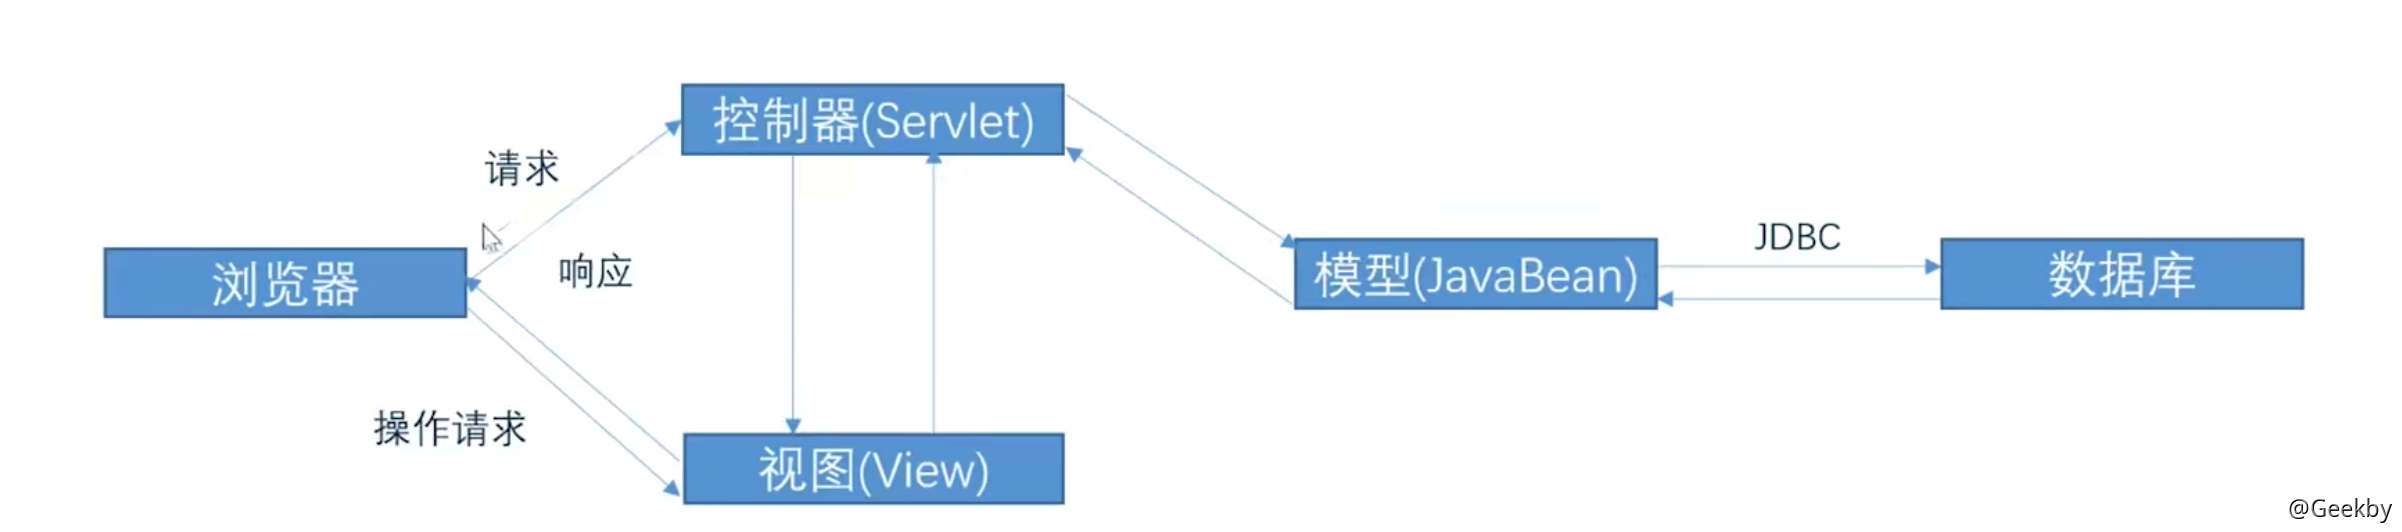 控制器(Servlet)
请求
浏览器
响应
操作请求
视图(View)
模型(JavaBean)
JDBC
数据库
@Geekby